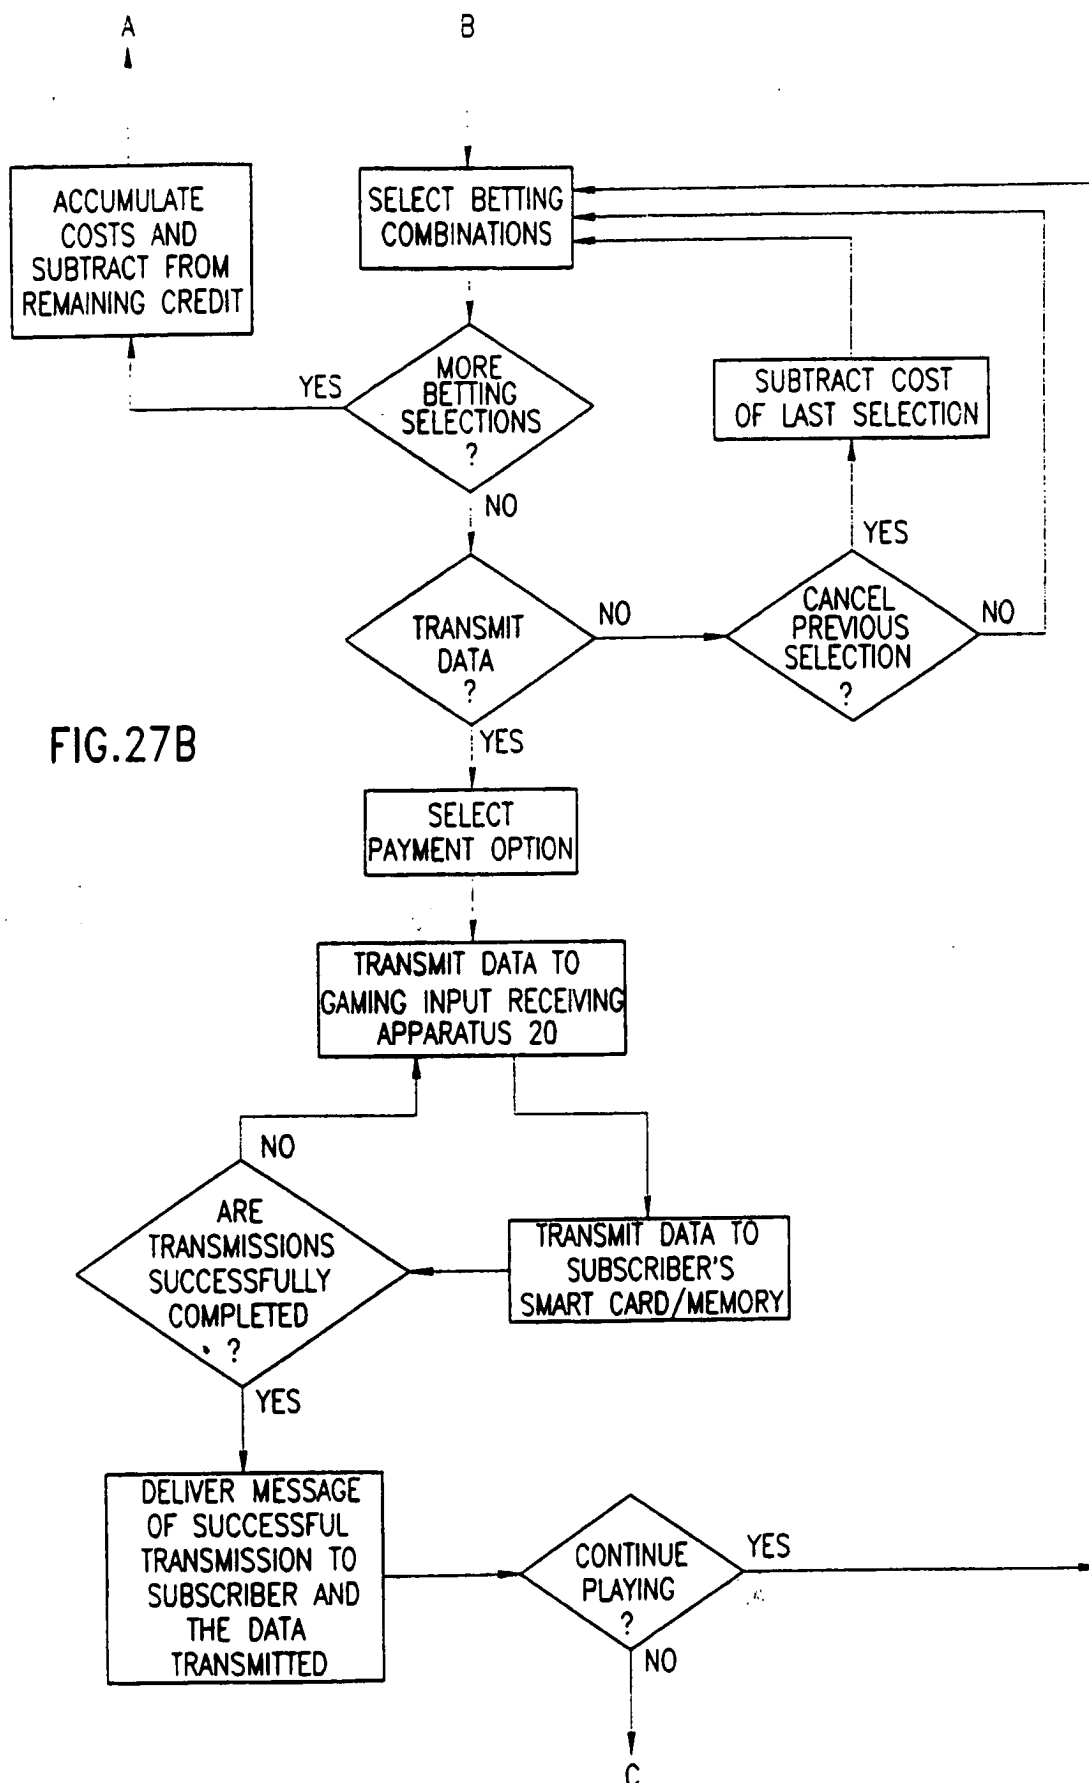 A
B
ACCUMULATE
COSTS AND
SUBTRACT FROM
REMAINING CREDIT
SELECT BETTING
COMBINATIONS
YES
MORE
BETTING
SELECTIONS
?
SUBTRACT COST
OF LAST SELECTION
NO
YES
TRANSMIT
DATA
?
NO
CANCEL
PREVIOUS
SELECTION
?
NO
FIG.27B
YES
SELECT
PAYMENT OPTION
TRANSMIT DATA TO
GAMING INPUT RECEIVING
APPARATUS 20
NO
ARE
TRANSMISSIONS
SUCCESSFULLY
COMPLETED
?
TRANSMIT DATA TO
SUBSCRIBER'S
SMART CARD/MEMORY
YES
DELIVER MESSAGE
OF SUCCESSFUL
TRANSMISSION TO
SUBSCRIBER AND
THE DATA
TRANSMITTED
CONTINUE
PLAYING
?
YES
NO
C